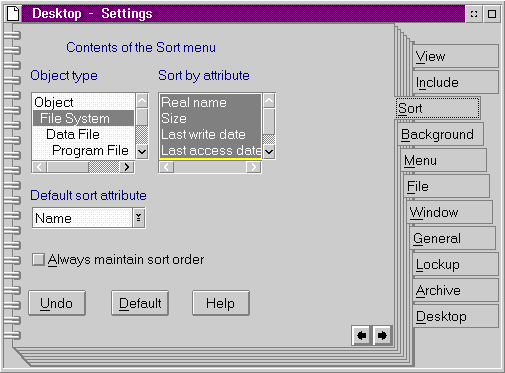 Desktop - Settings
Contents of the Sort menu
Object type
Sort by attribute
Object
File System
Data File
Program File
Real name
Size
Last write date
Last access date
Default sort attribute
Name
Always maintain sort order
Undo
Default
Help
View
Include
Sort
Background
Menu
File
Window
General
Lockup
Archive
Desktop